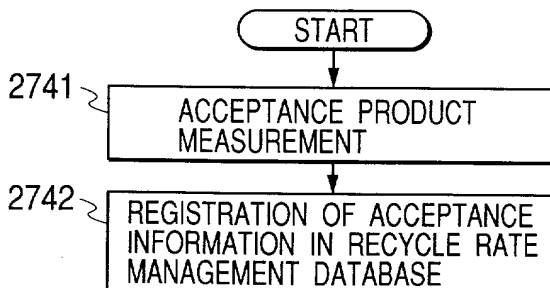 START
2741
ACCEPTANCE PRODUCT
MEASUREMENT
2742
REGISTRATION OF ACCEPTANCE
INFORMATION IN RECYCLE RATE
MANAGEMENT DATABASE